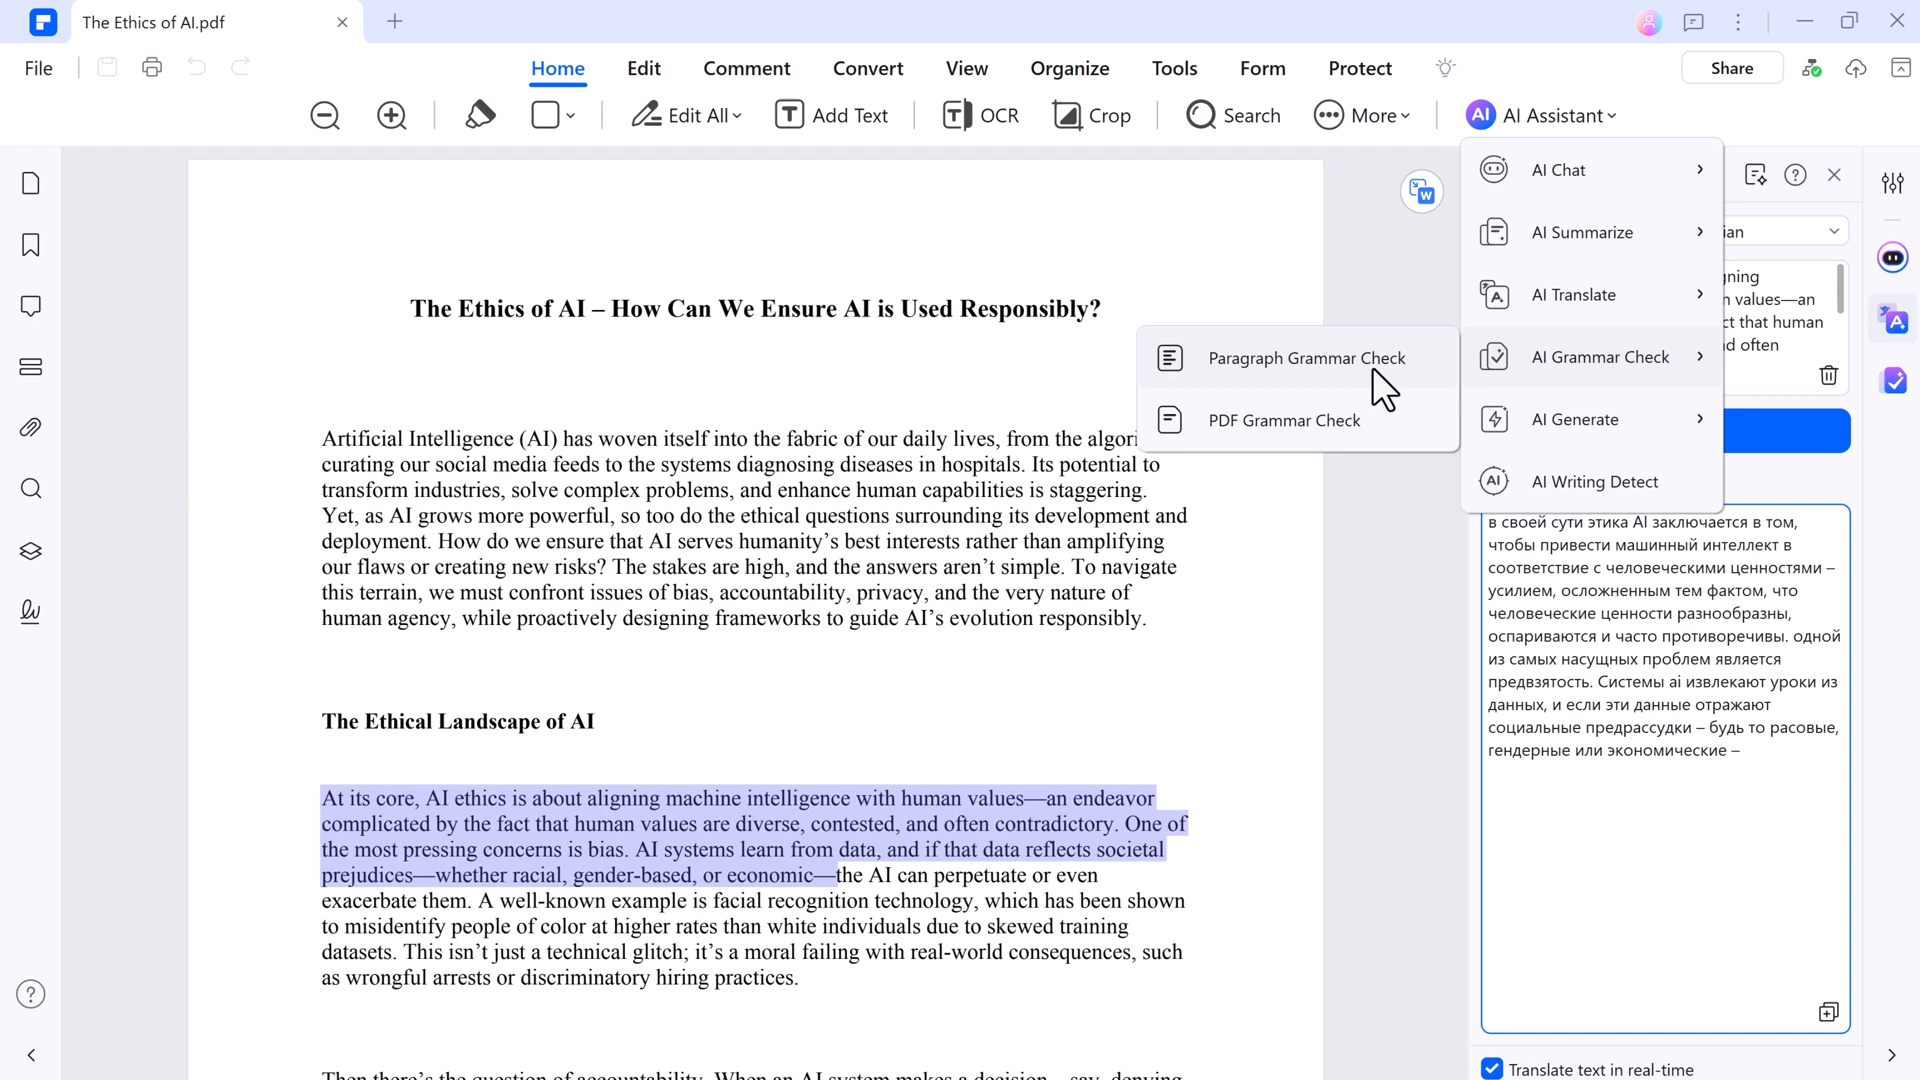 The Ethics of AI.pdf
File
Home
Edit
Comment
Convert
View
Organize
Tools
Form
Protect
Share
Edit All
T Add Text
T OCR
Crop
Search
More
AI AI Assistant
AI Chat
AI Summarize
AI Translate
AI Grammar Check
AI Generate
AI AI Writing Detect
Paragraph Grammar Check
PDF Grammar Check
The Ethics of AI – How Can We Ensure AI is Used Responsibly?
Artificial Intelligence (AI) has woven itself into the fabric of our daily lives, from the algori
curating our social media feeds to the systems diagnosing diseases in hospitals. Its potential to
transform industries, solve complex problems, and enhance human capabilities is staggering.
Yet, as AI grows more powerful, so too do the ethical questions surrounding its development and
deployment. How do we ensure that AI serves humanity’s best interests rather than amplifying
our flaws or creating new risks? The stakes are high, and the answers aren’t simple. To navigate
this terrain, we must confront issues of bias, accountability, privacy, and the very nature of
human agency, while proactively designing frameworks to guide AI’s evolution responsibly.
The Ethical Landscape of AI
At its core, AI ethics is about aligning machine intelligence with human values—an endeavor
complicated by the fact that human values are diverse, contested, and often contradictory. One of
the most pressing concerns is bias. AI systems learn from data, and if that data reflects societal
prejudices—whether racial, gender-based, or economic—the AI can perpetuate or even
exacerbate them. A well-known example is facial recognition technology, which has been shown
to misidentify people of color at higher rates than white individuals due to skewed training
datasets. This isn’t just a technical glitch; it’s a moral failing with real-world consequences, such
as wrongful arrests or discriminatory hiring practices.
Then there’s the question of accountability. When an AI system makes a decision—say, denying
ian
gning
n values—an
ct that human
d often
в своей сути этика AI заключается в том,
чтобы привести машинный интеллект в
соответствие с человеческими ценностями –
усилием, осложненным тем фактом, что
человеческие ценности разнообразны,
оспариваются и часто противоречивы. одной
из самых насущных проблем является
предвзятость. Системы ai извлекают уроки из
данных, и если эти данные отражают
социальные предрассудки – будь то расовые,
гендерные или экономические –
Translate text in real-time